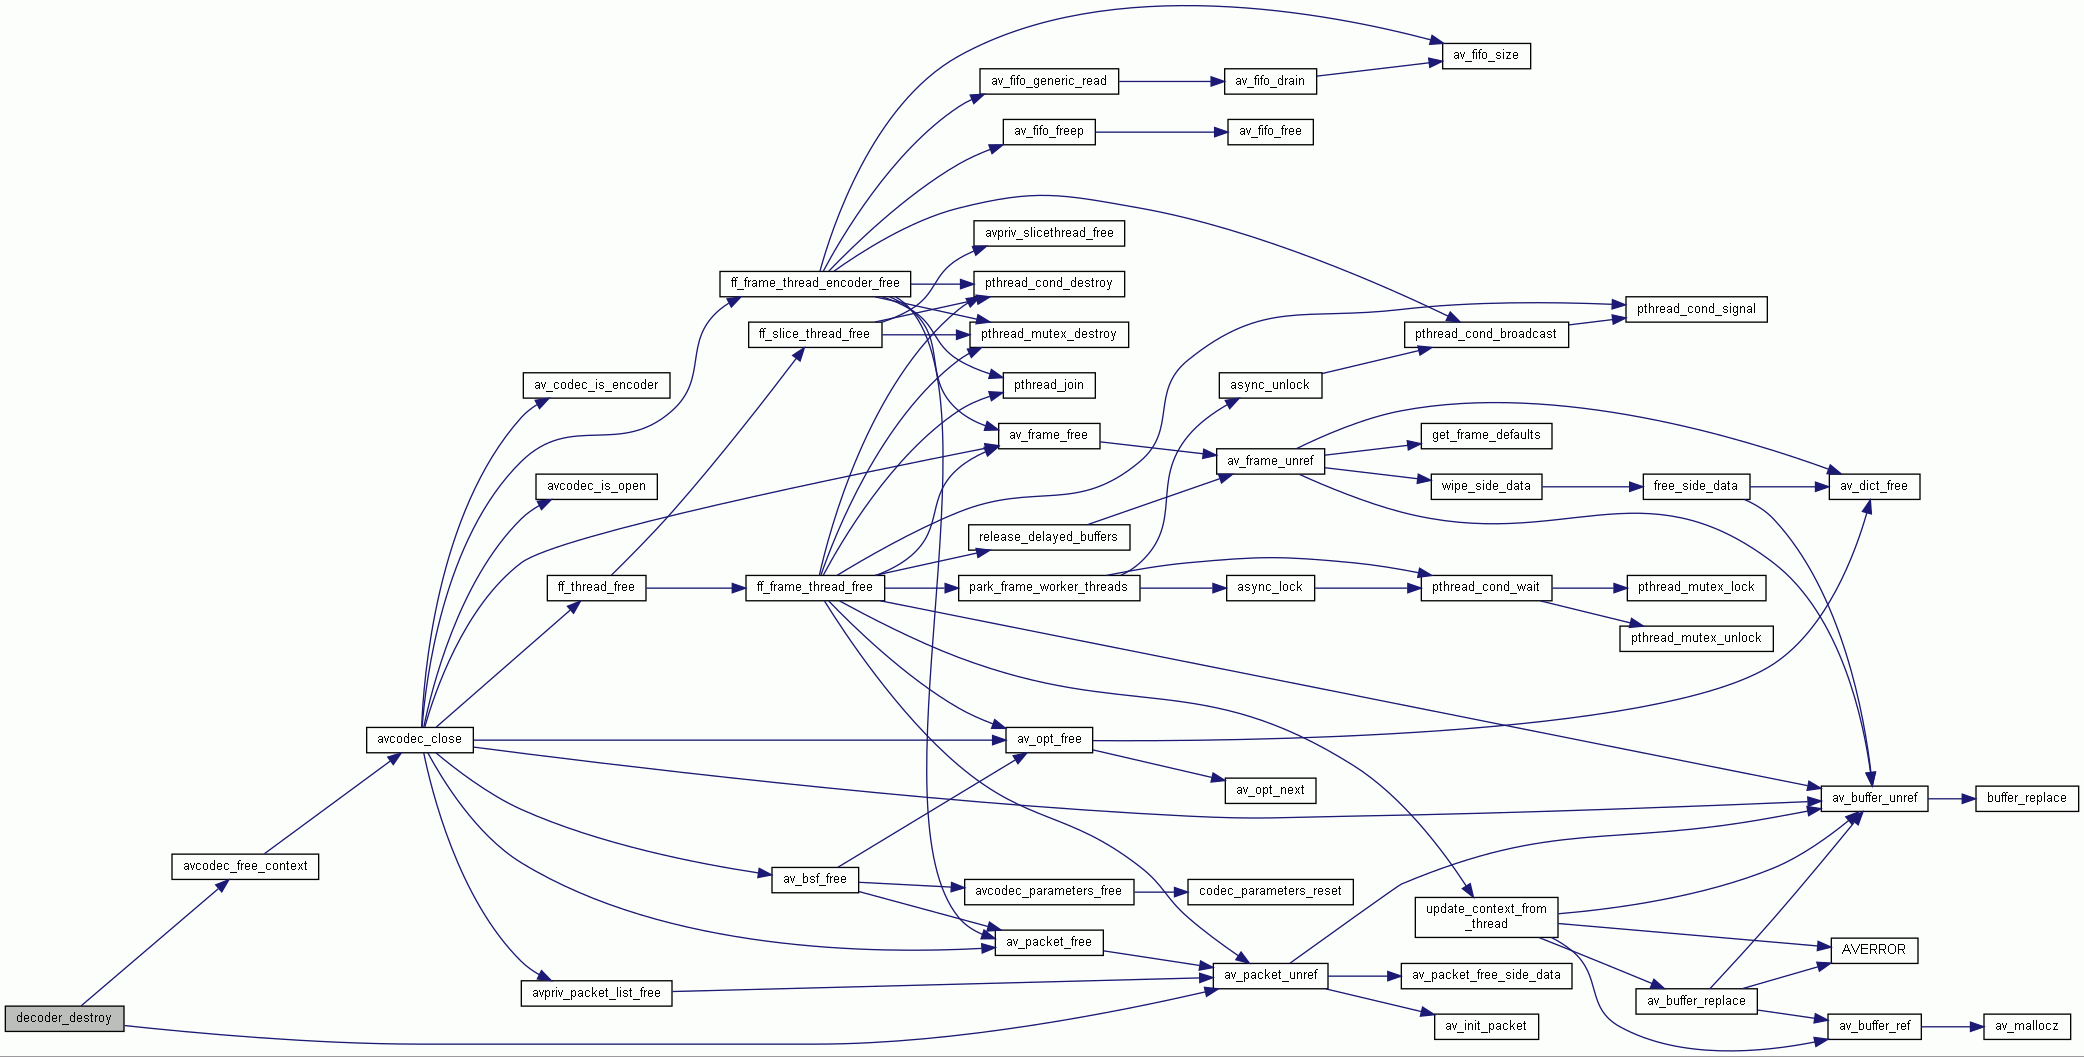 av_fifo_size
av_fifo_generic_read
av_fifo_drain
av_fifo_freep
av_fifo_free
avpriv_slicethread_free
ff_frame_thread_encoder_free
pthread_cond_destroy
pthread_cond_signal
ff_slice_thread_free
pthread_mutex_destroy
pthread_cond_broadcast
av_codec_is_encoder
pthread_join
async_unlock
av_frame_free
get_frame_defaults
av_frame_unref
avcodec_is_open
wipe_side_data
free_side_data
av_dict_free
release_delayed_buffers
ff_thread_free
ff_frame_thread_free
park_frame_worker_threads
async_lock
pthread_cond_wait
pthread_mutex_lock
pthread_mutex_unlock
avcodec_close
av_opt_free
av_opt_next
av_buffer_unref
buffer_replace
avcodec_free_context
av_bsf_free
avcodec_parameters_free
codec_parameters_reset
update_context_from
_thread
av_packet_free
AVERROR
av_packet_unref
av_packet_free_side_data
avpriv_packet_list_free
av_buffer_replace
decoder_destroy
av_init_packet
av_buffer_ref
av_mallocz